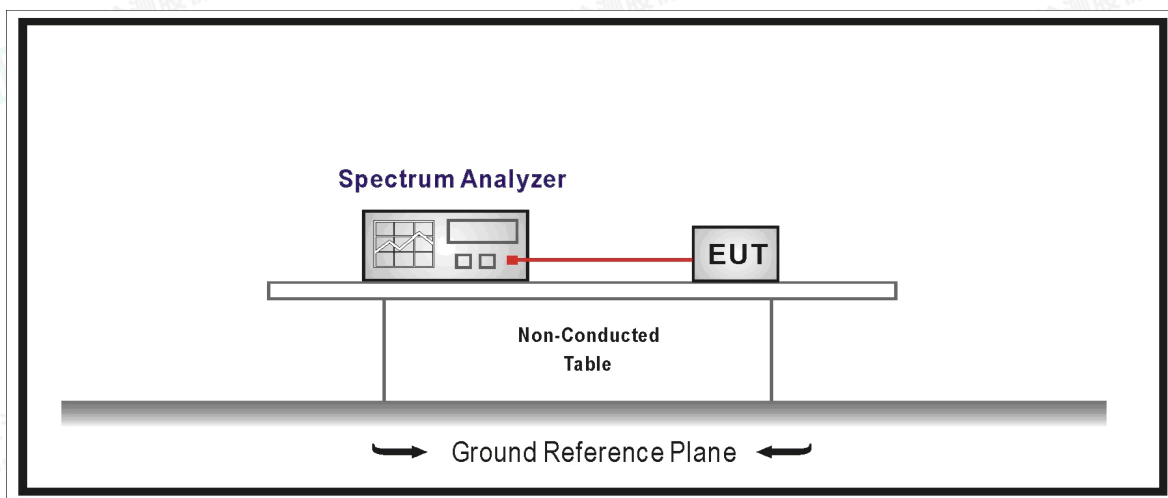 Spectrum Analyzer
EUT
Non-Conducted
Table
Ground Reference Plane